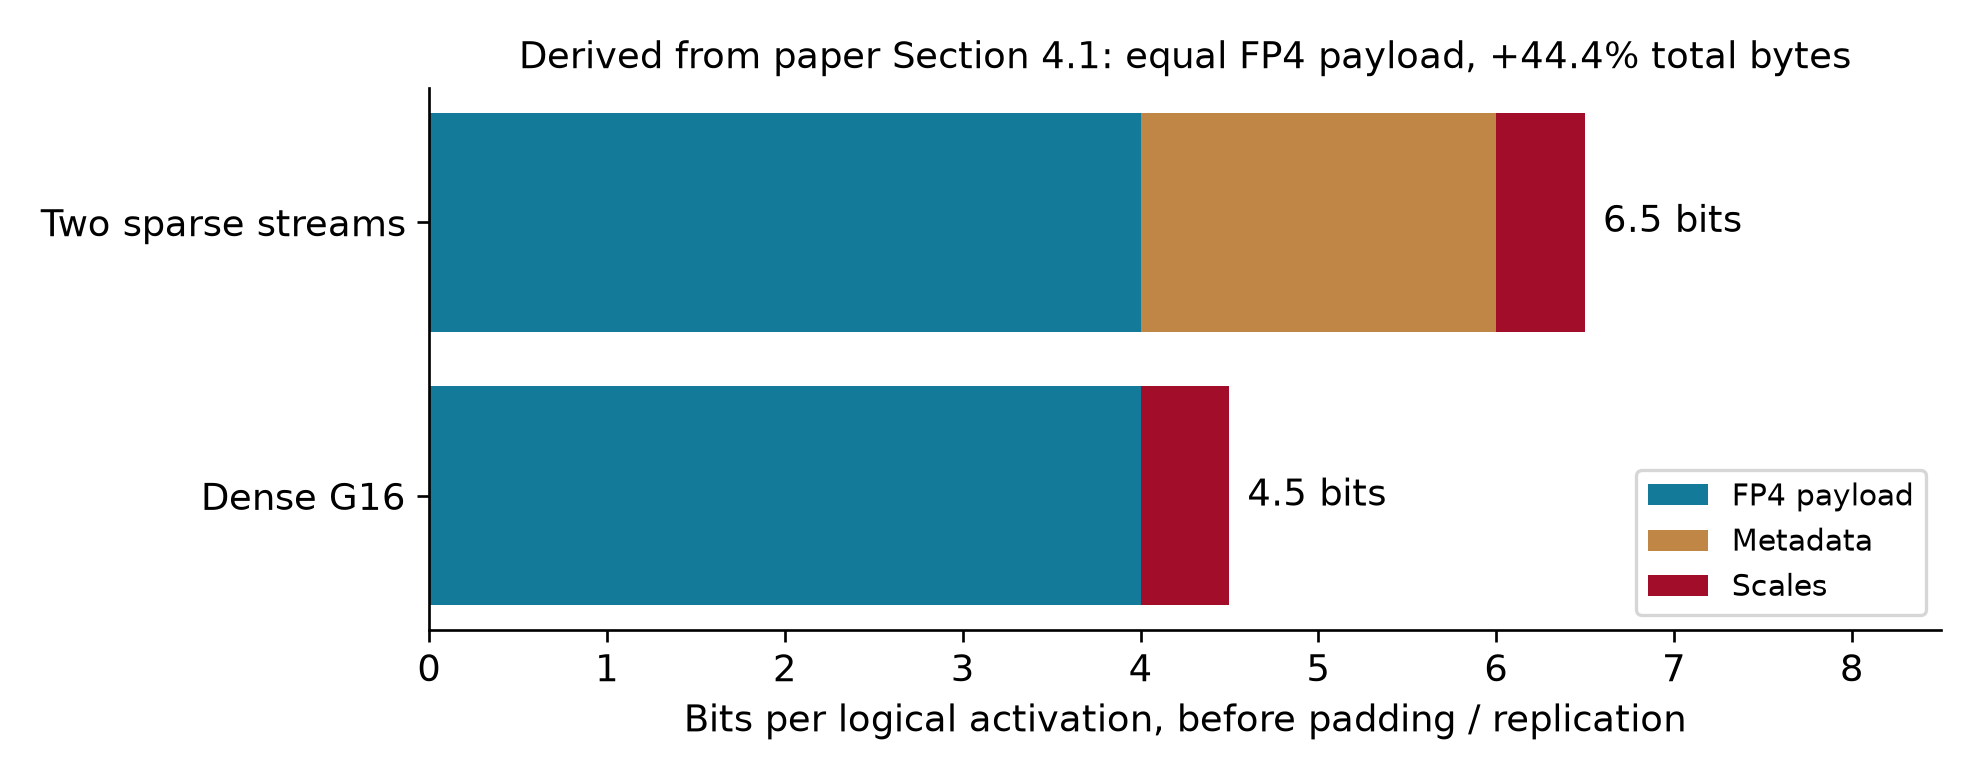 Derived from paper Section 4.1: equal FP4 payload, +44.4% total bytes
Two sparse streams
6.5 bits
Dense G16
4.5 bits
FP4 payload
Metadata
Scales
0 1 2 3 4 5 6 7 8
Bits per logical activation, before padding / replication